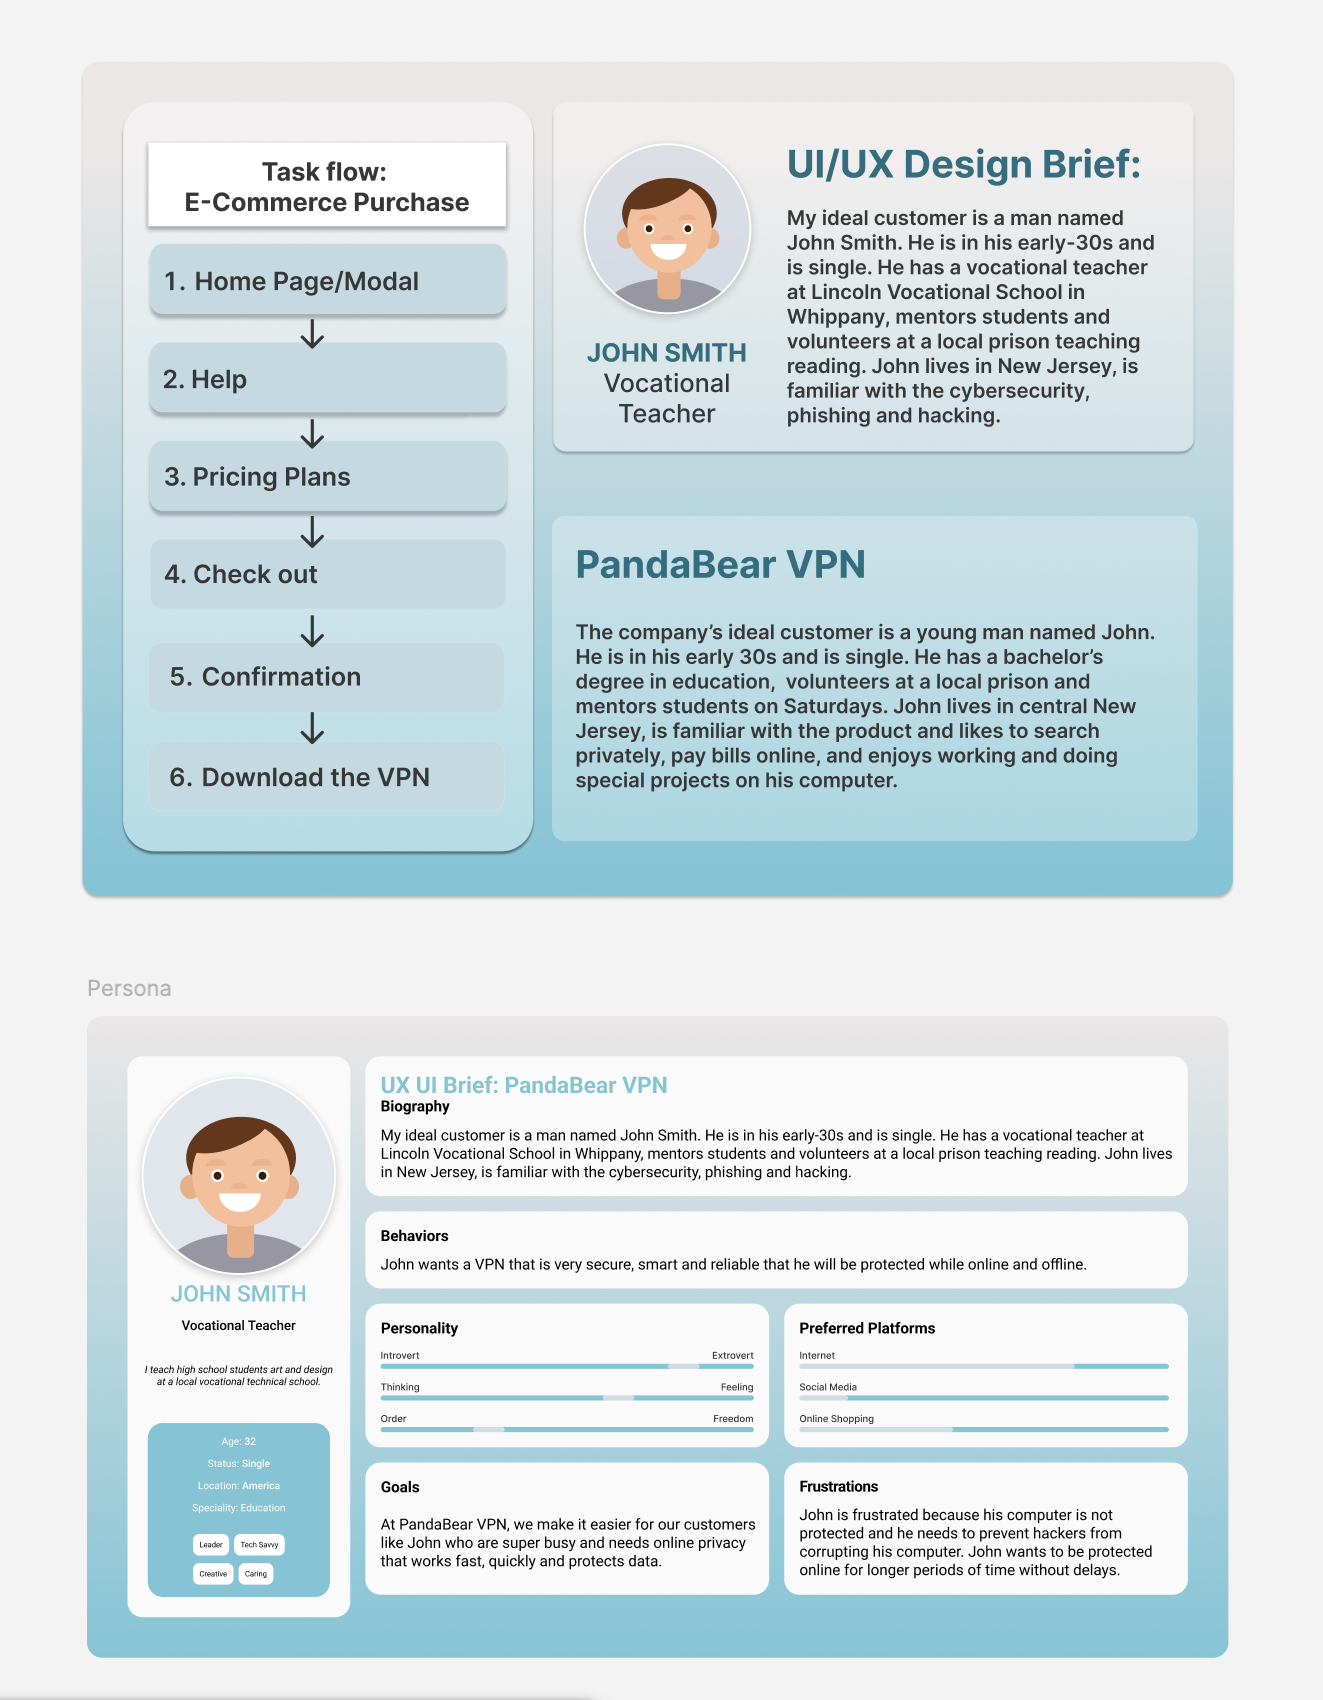 Task flow:
E-Commerce Purchase
1. Home Page/Modal
2. Help
3. Pricing Plans
4. Check out
5. Confirmation
6. Download the VPN
JOHN SMITH
Vocational
Teacher
UI/UX Design Brief:
My ideal customer is a man named
John Smith. He is in his early-30s and
is single. He has a vocational teacher
at Lincoln Vocational School in
Whippany, mentors students and
volunteers at a local prison teaching
reading. John lives in New Jersey, is
familiar with the cybersecurity,
phishing and hacking.
PandaBear VPN
The company’s ideal customer is a young man named John.
He is in his early 30s and is single. He has a bachelor’s
degree in education,  volunteers at a local prison and
mentors students on Saturdays. John lives in central New
Jersey, is familiar with the product and likes to search
privately, pay bills online, and enjoys working and doing
special projects on his computer.
Persona
JOHN SMITH
Vocational Teacher
I teach high school students art and design
at a local vocational technical school.
Age: 32
Status: Single
Location: America
Speciality: Education
Leader Tech Savvy
Creative Caring
UX UI Brief: PandaBear VPN
Biography
My ideal customer is a man named John Smith. He is in his early-30s and is single. He has a vocational teacher at
Lincoln Vocational School in Whippany, mentors students and volunteers at a local prison teaching reading. John lives
in New Jersey, is familiar with the cybersecurity, phishing and hacking.
Behaviors
John wants a VPN that is very secure, smart and reliable that he will be protected while online and offline.
Personality
Introvert Extrovert
Thinking Feeling
Order Freedom
Preferred Platforms
Internet
Social Media
Online Shopping
Goals
At PandaBear VPN, we make it easier for our customers
like John who are super busy and needs online privacy
that works fast, quickly and protects data.
Frustrations
John is frustrated because his computer is not
protected and he needs to prevent hackers from
corrupting his computer. John wants to be protected
online for longer periods of time without delays.